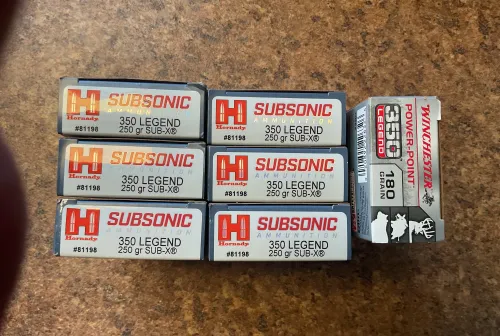 H
Hornady
#81198
SUBSONIC
AMMUNITION
350 LEGEND
250 gr SUB-X®
H
Hornady
#81198
SUBSONIC
AMMUNITION
350 LEGEND
250 gr SUB-X®
H
Hornady
#81198
SUBSONIC
AMMUNITION
350 LEGEND
250 gr SUB-X®
H
Hornady
#81198
SUBSONIC
AMMUNITION
350 LEGEND
250 gr SUB-X®
H
Hornady
#81198
SUBSONIC
AMMUNITION
350 LEGEND
250 gr SUB-X®
H
Hornady
#81198
SUBSONIC
AMMUNITION
350 LEGEND
250 gr SUB-X®
WINCHESTER
POWER-POINT
350
LEGEND
180
GRAIN